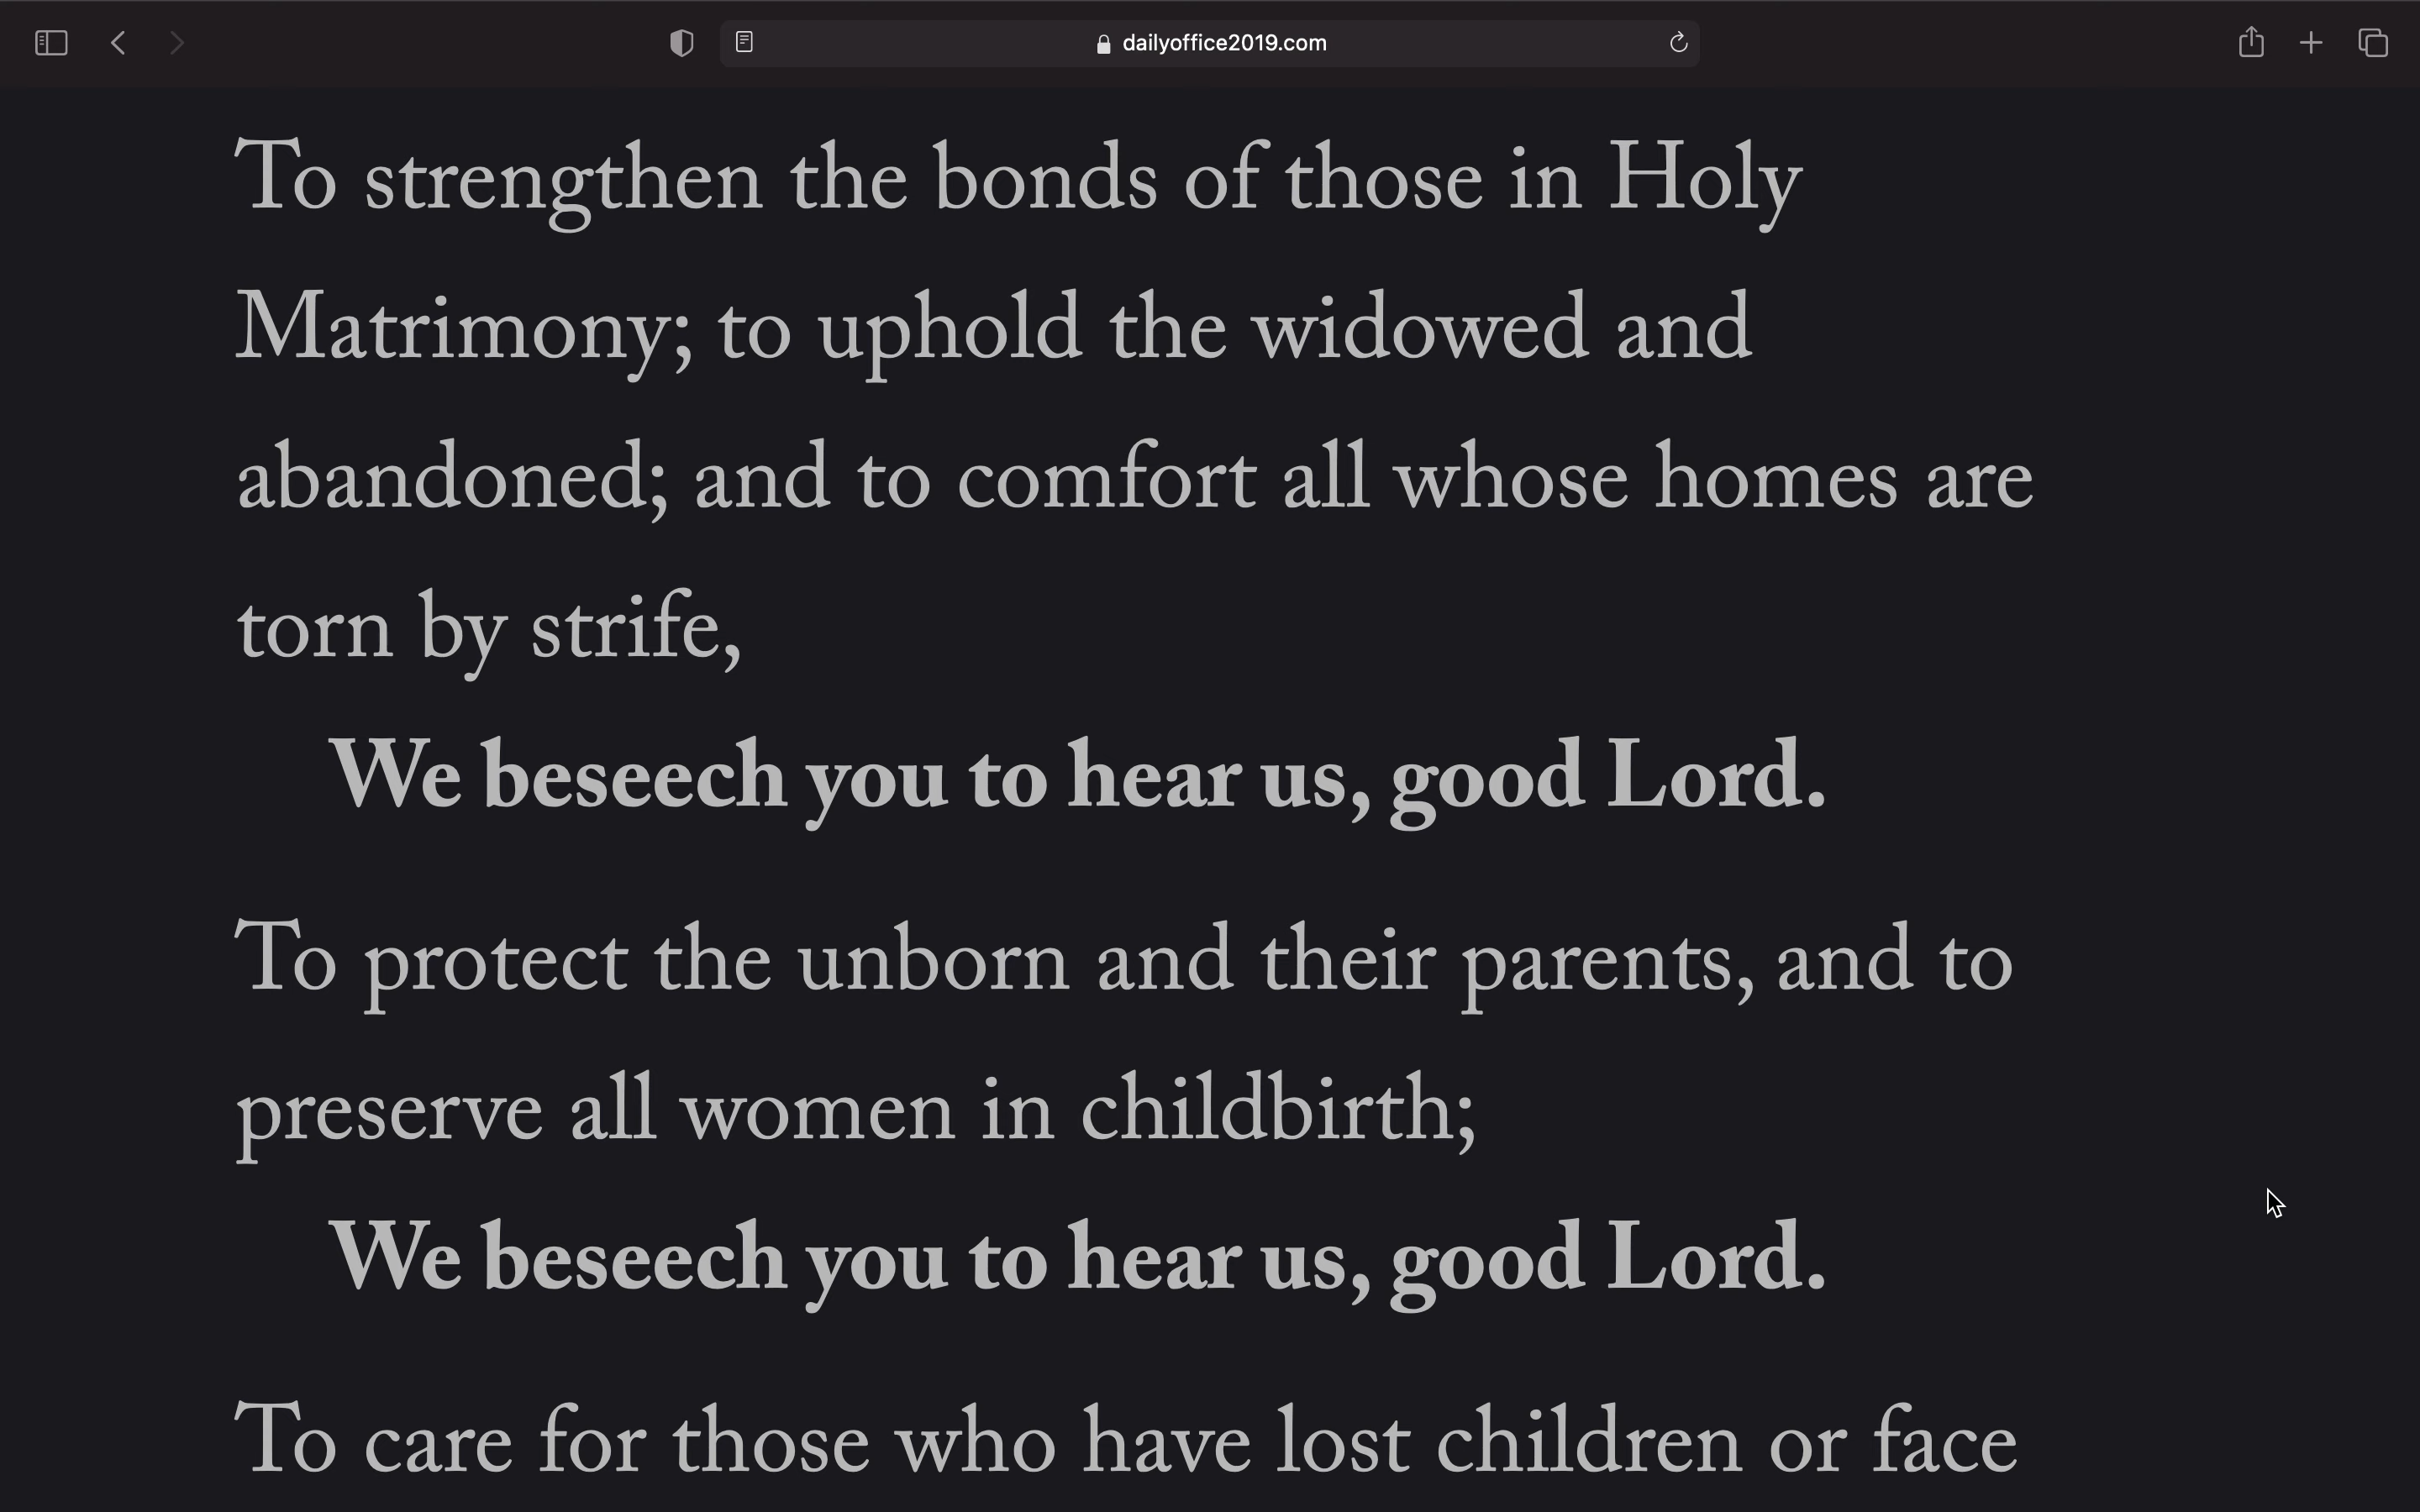 dailyoffice2019.com
To strengthen the bonds of those in Holy
Matrimony; to uphold the widowed and
abandoned; and to comfort all whose homes are
torn by strife,
We beseech you to hear us, good Lord.
To protect the unborn and their parents, and to
preserve all women in childbirth;
We beseech you to hear us, good Lord.
To care for those who have lost children or face